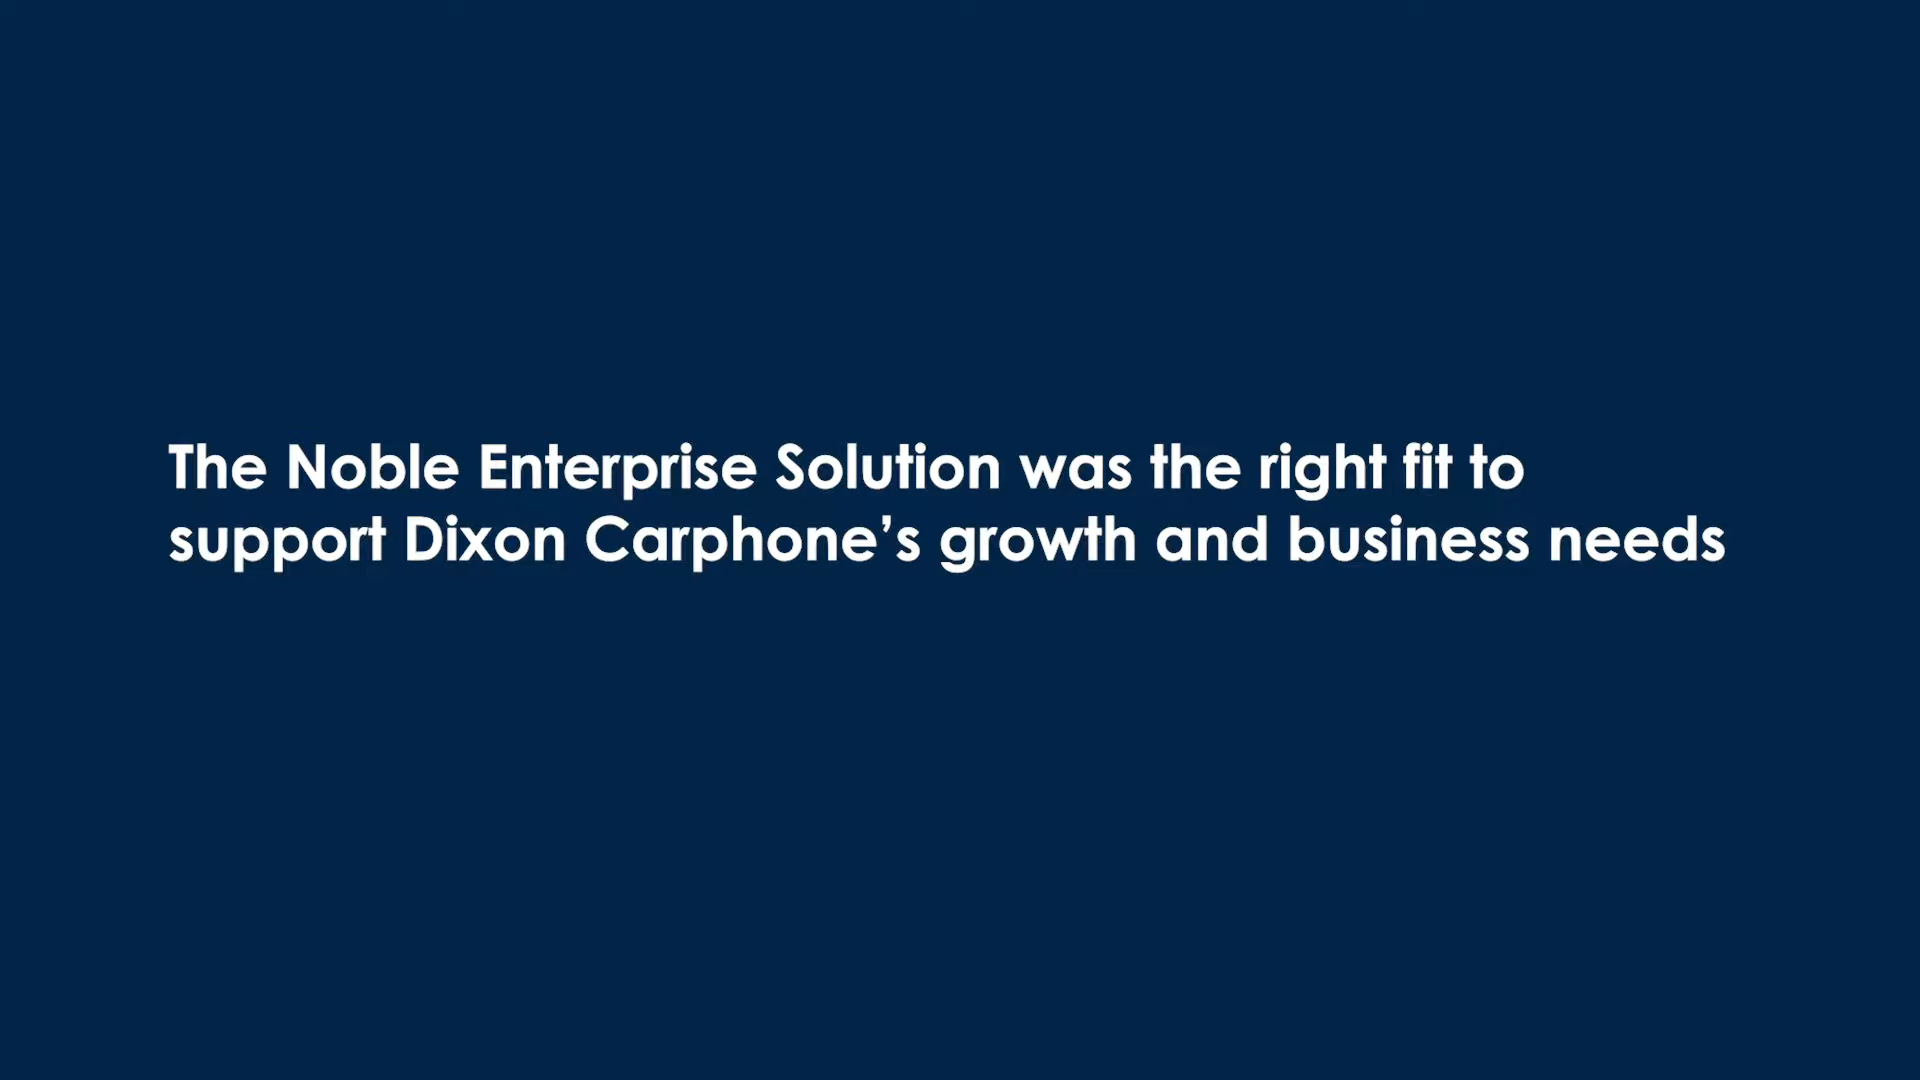 The Noble Enterprise Solution was the right fit to
support Dixon Carphone’s growth and business needs